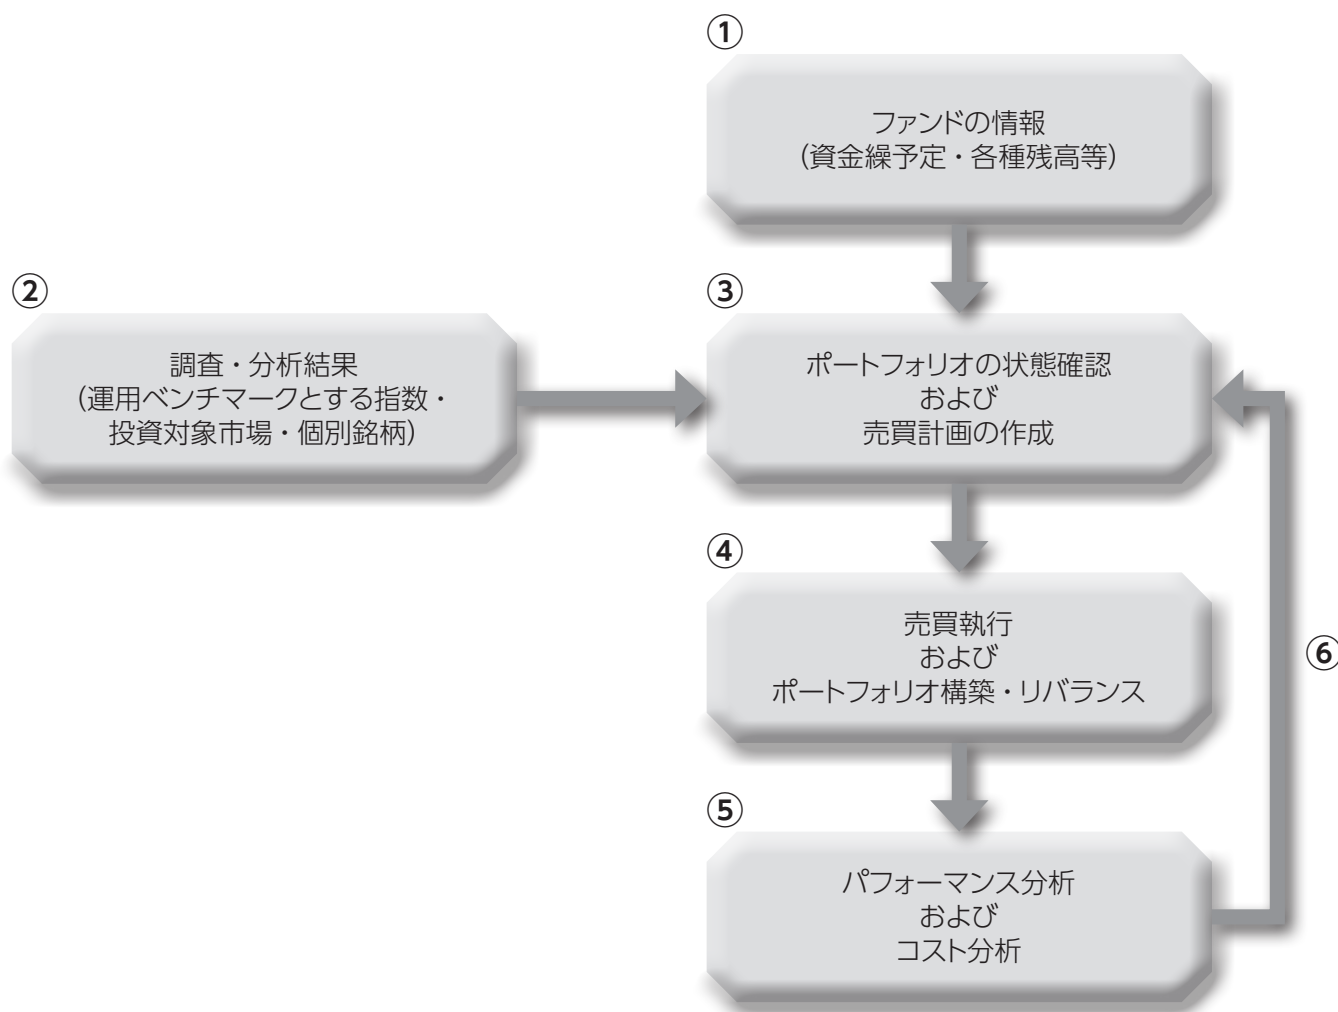 ①
ファンドの情報
(資金繰予定・各種残高等)
②
調査・分析結果
(運用ベンチマークとする指数・
投資対象市場・個別銘柄)
③
ポートフォリオの状態確認
および
売買計画の作成
④
売買執行
および
ポートフォリオ構築・リバランス
⑤
パフォーマンス分析
および
コスト分析
⑥